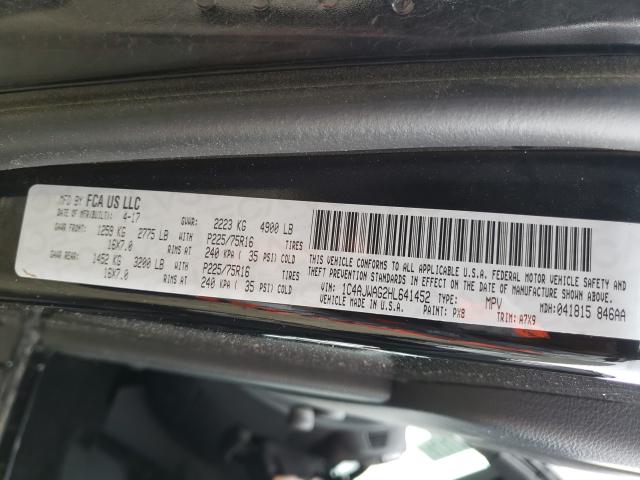 MFD BY FCA US LLC
DATE OF MFR(BUILT): 4-17 GVWR: 2223 KG 4900 LB
GAWR FRONT: 1259 KG 2775 LB WITH P225/75R16 TIRES
16X7.0 RIMS AT 240 KPA ( 35 PSI) COLD
GAWR REAR: 1452 KG 3200 LB WITH P225/75R16 TIRES
16X7.0 RIMS AT 240 KPA ( 35 PSI) COLD
THIS VEHICLE CONFORMS TO ALL APPLICABLE U.S.A. FEDERAL MOTOR VEHICLE SAFETY, BUMPER AND
THEFT PREVENTION STANDARDS IN EFFECT ON THE DATE OF MANUFACTURE SHOWN ABOVE.
VIN: 1C4AJWAG2HL641452 TYPE: MPV MDH:041815 846AA
VEHICLE MADE IN U.S.A. PAINT: PX8 TRIM: A7X9